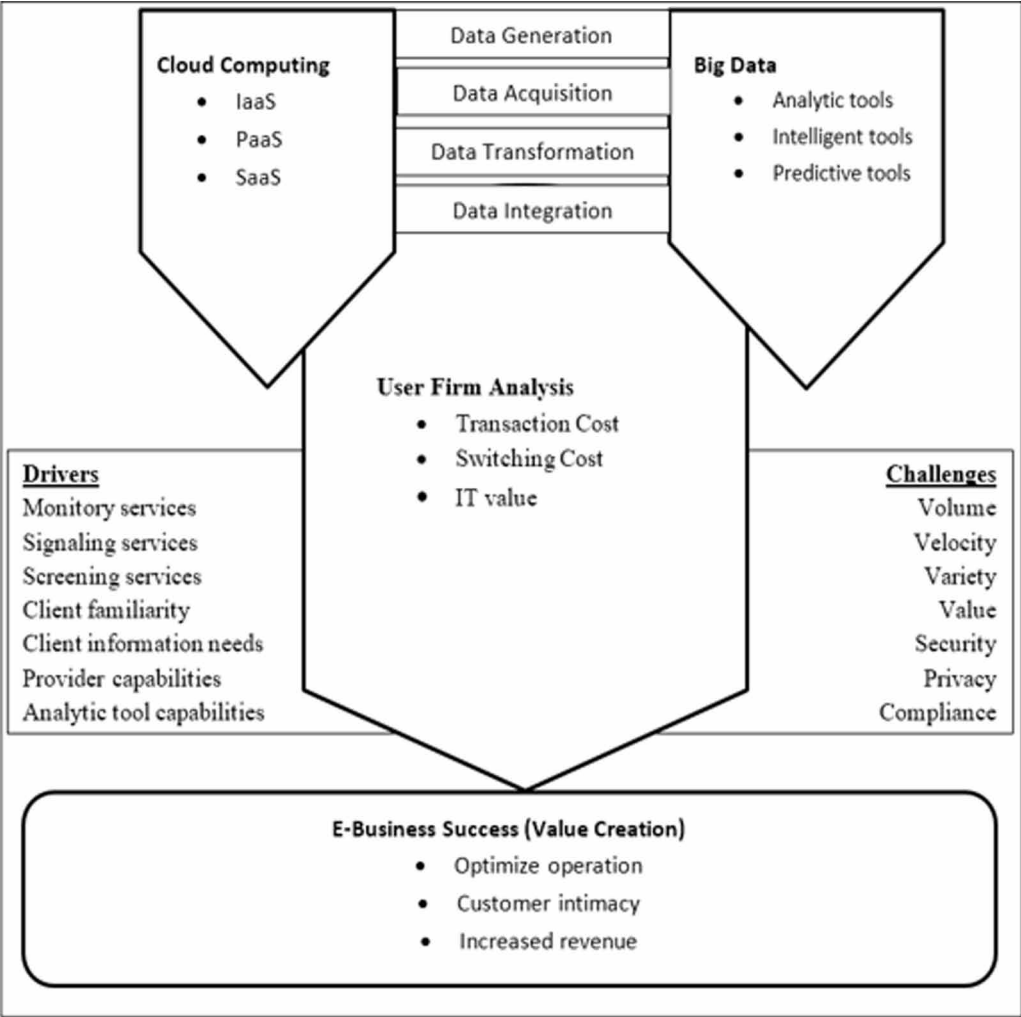 Cloud Computing
• IaaS
• PaaS
• SaaS
Data Generation
Data Acquisition
Data Transformation
Data Integration
Big Data
• Analytic tools
• Intelligent tools
• Predictive tools
User Firm Analysis
• Transaction Cost
• Switching Cost
• IT value
Drivers
Monitory services
Signaling services
Screening services
Client familiarity
Client information needs
Provider capabilities
Analytic tool capabilities
Challenges
Volume
Velocity
Variety
Value
Security
Privacy
Compliance
E-Business Success (Value Creation)
• Optimize operation
• Customer intimacy
• Increased revenue